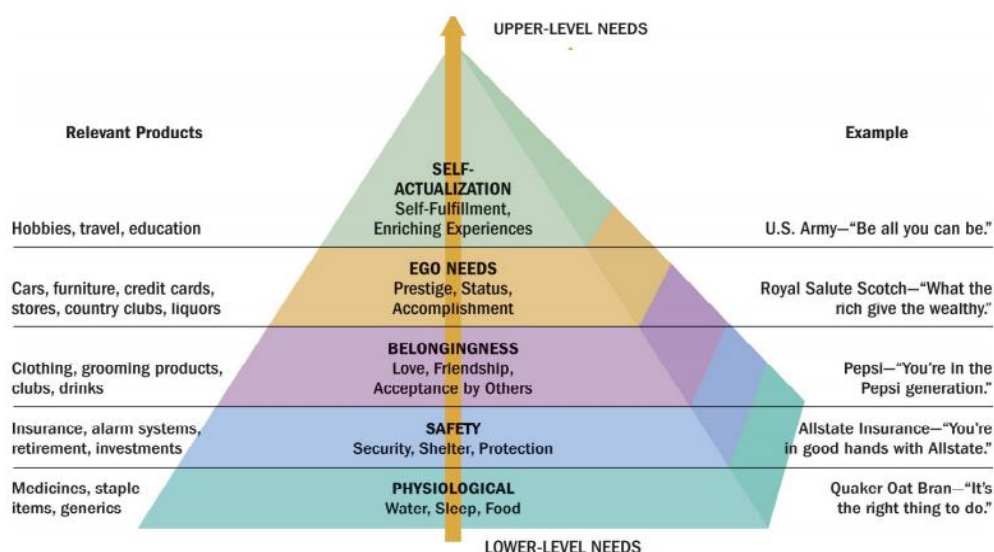 UPPER-LEVEL NEEDS
Relevant Products
Example
SELF-
ACTUALIZATION
Self-Fulfillment,
Enriching Experiences
Hobbies, travel, education
U.S. Army—“Be all you can be.”
EGO NEEDS
Prestige, Status,
Accomplishment
Cars, furniture, credit cards,
stores, country clubs, liquors
Royal Salute Scotch—“What the
rich give the wealthy.”
BELONGINGNESS
Love, Friendship,
Acceptance by Others
Clothing, grooming products,
clubs, drinks
Pepsi—“You’re in the
Pepsi generation.”
SAFETY
Security, Shelter, Protection
Insurance, alarm systems,
retirement, investments
Allstate Insurance—“You’re
in good hands with Allstate.”
PHYSIOLOGICAL
Water, Sleep, Food
Medicines, staple
items, generics
Quaker Oat Bran—“It’s
the right thing to do.”
LOWER-LEVEL NEEDS